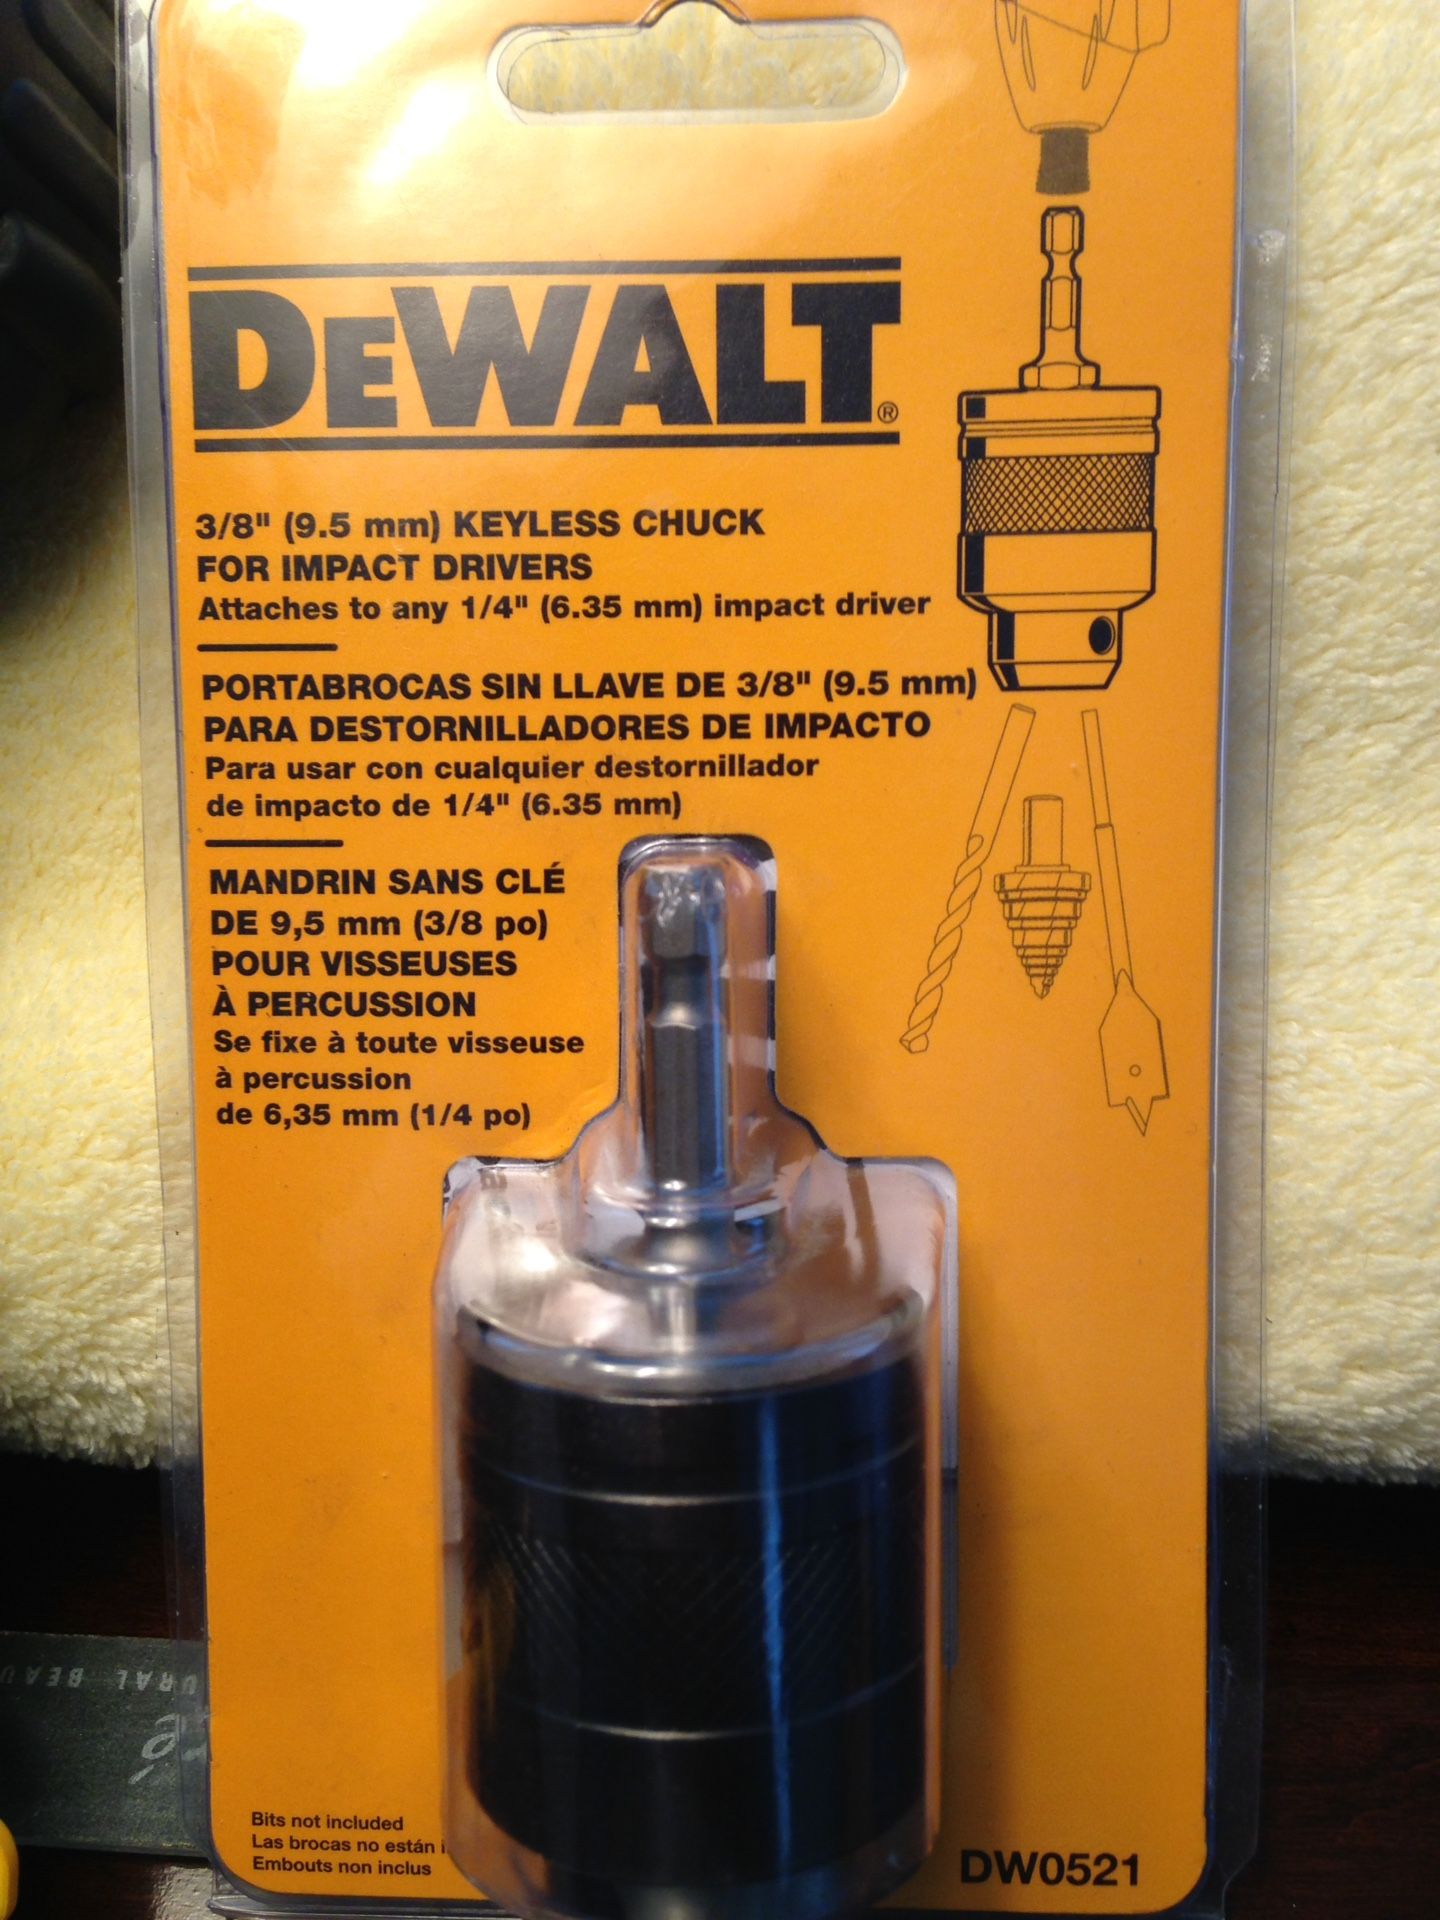 DEWALT®
3/8" (9.5 mm) KEYLESS CHUCK
FOR IMPACT DRIVERS
Attaches to any 1/4" (6.35 mm) impact driver
PORTABROCAS SIN LLAVE DE 3/8" (9.5 mm)
PARA DESTORNILLADORES DE IMPACTO
Para usar con cualquier destornillador
de impacto de 1/4" (6.35 mm)
MANDRIN SANS CLÉ
DE 9,5 mm (3/8 po)
POUR VISSEUSES
À PERCUSSION
Se fixe à toute visseuse
à percussion
de 6,35 mm (1/4 po)
Bits not included
Las brocas no están
Embouts non inclus
DW0521